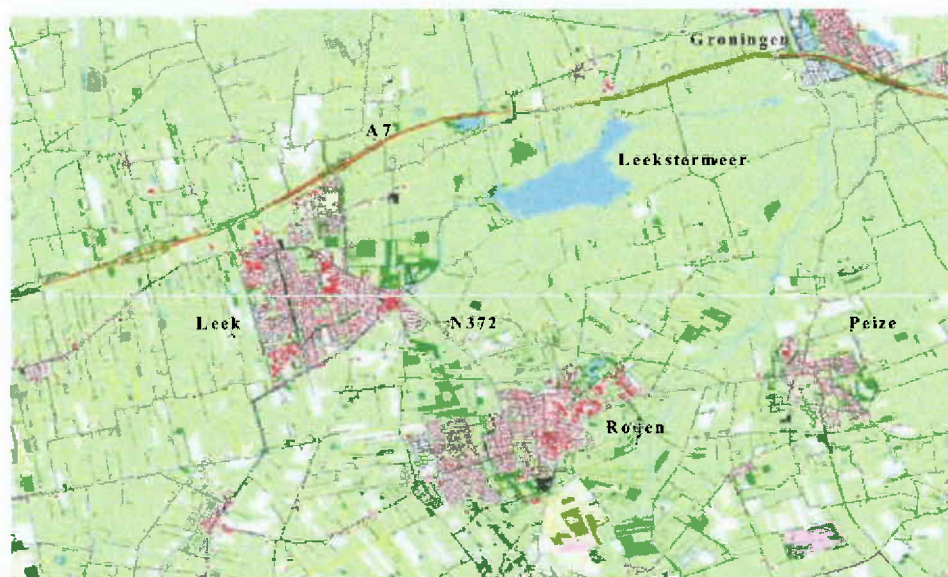 Groningen
A7
Leekstermeer
Leek
N372
Peize
Roden